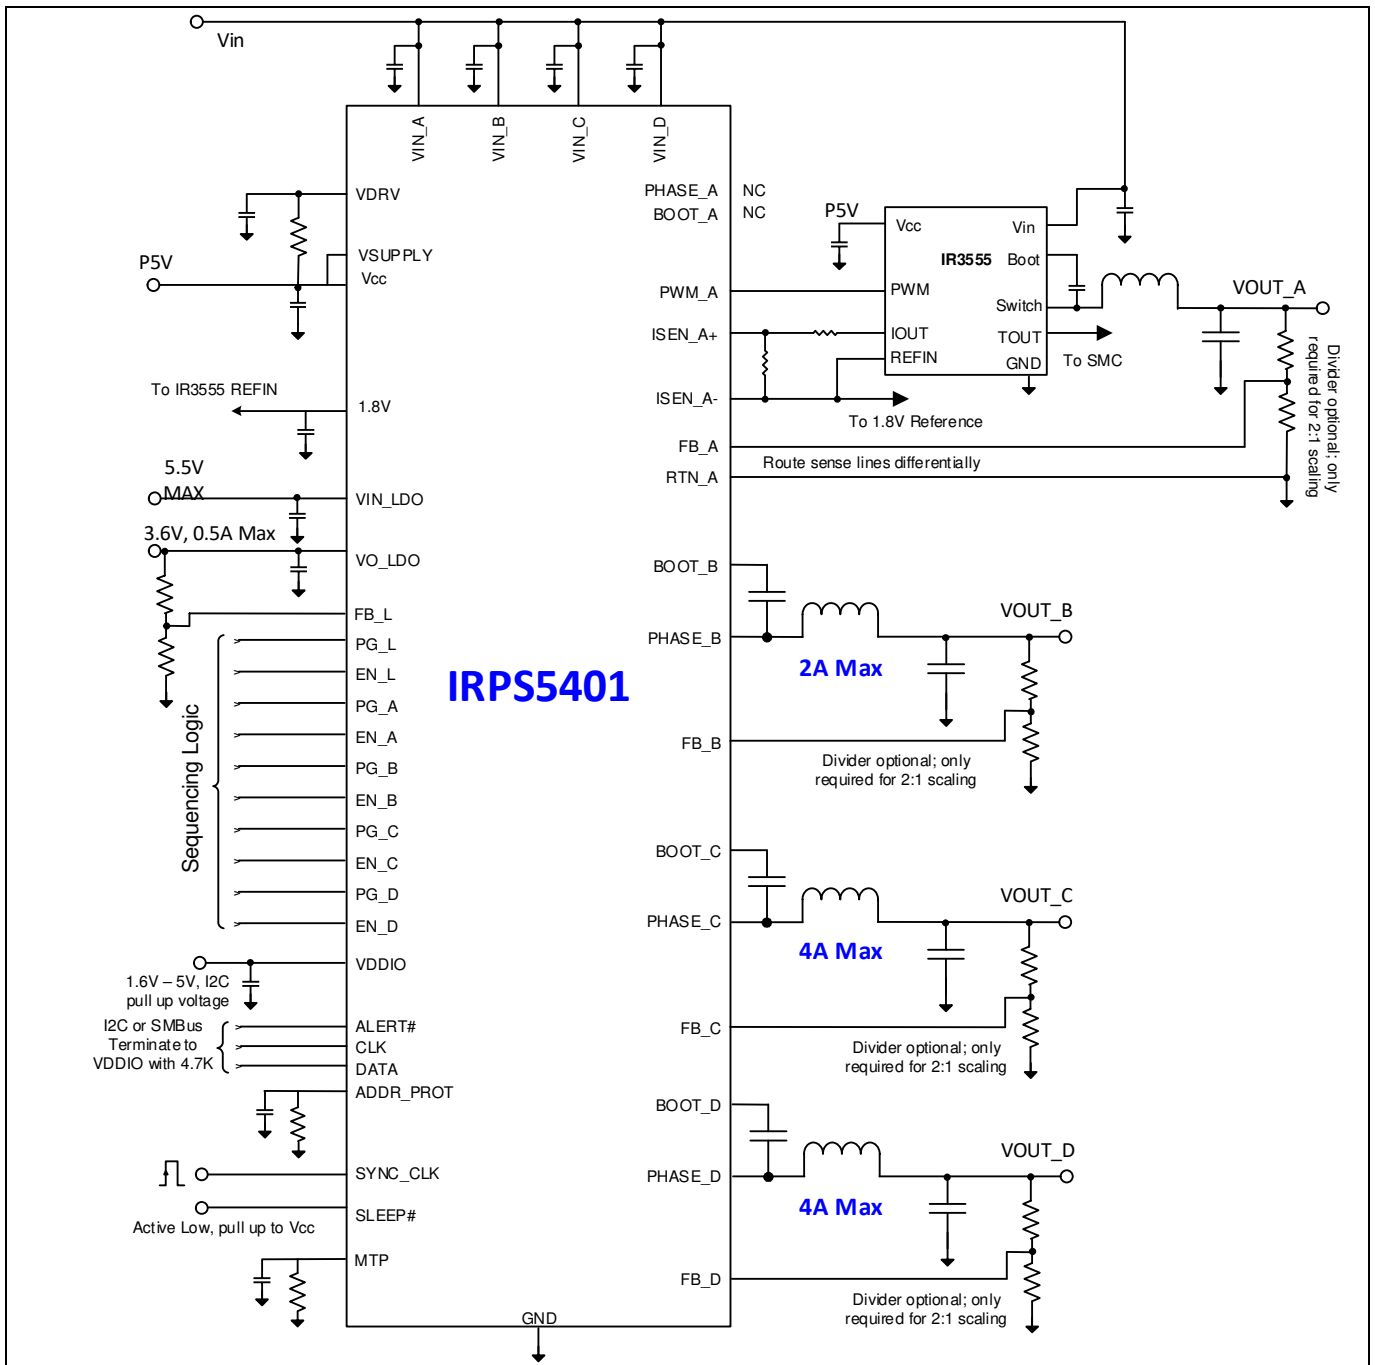 Vin
VIN_A
VIN_B
VIN_C
VIN_D
VDRV
VSUPPLY
Vcc
P5V
To IR3555 REFIN
1.8V
5.5V
MAX
VIN_LDO
3.6V, 0.5A Max
VO_LDO
FB_L
PG_L
EN_L
PG_A
EN_A
PG_B
EN_B
PG_C
EN_C
PG_D
EN_D
Sequencing Logic
VDDIO
1.6V – 5V, I2C
pull up voltage
I2C or SMBus
Terminate to
VDDIO with 4.7K
ALERT#
CLK
DATA
ADDR_PROT
SYNC_CLK
SLEEP#
Active Low, pull up to Vcc
MTP
GND
IRPS5401
PHASE_A NC
BOOT_A NC
PWM_A
ISEN_A+
ISEN_A-
FB_A
RTN_A
P5V
Vcc
Vin
IR3555
Boot
PWM
Switch
IOUT
TOUT
REFIN
GND
To SMC
To 1.8V Reference
Route sense lines differentially
VOUT_A
Divider optional; only
required for 2:1 scaling
BOOT_B
PHASE_B
VOUT_B
2A Max
FB_B
Divider optional; only
required for 2:1 scaling
BOOT_C
PHASE_C
VOUT_C
4A Max
FB_C
Divider optional; only
required for 2:1 scaling
BOOT_D
PHASE_D
VOUT_D
4A Max
FB_D
Divider optional; only
required for 2:1 scaling